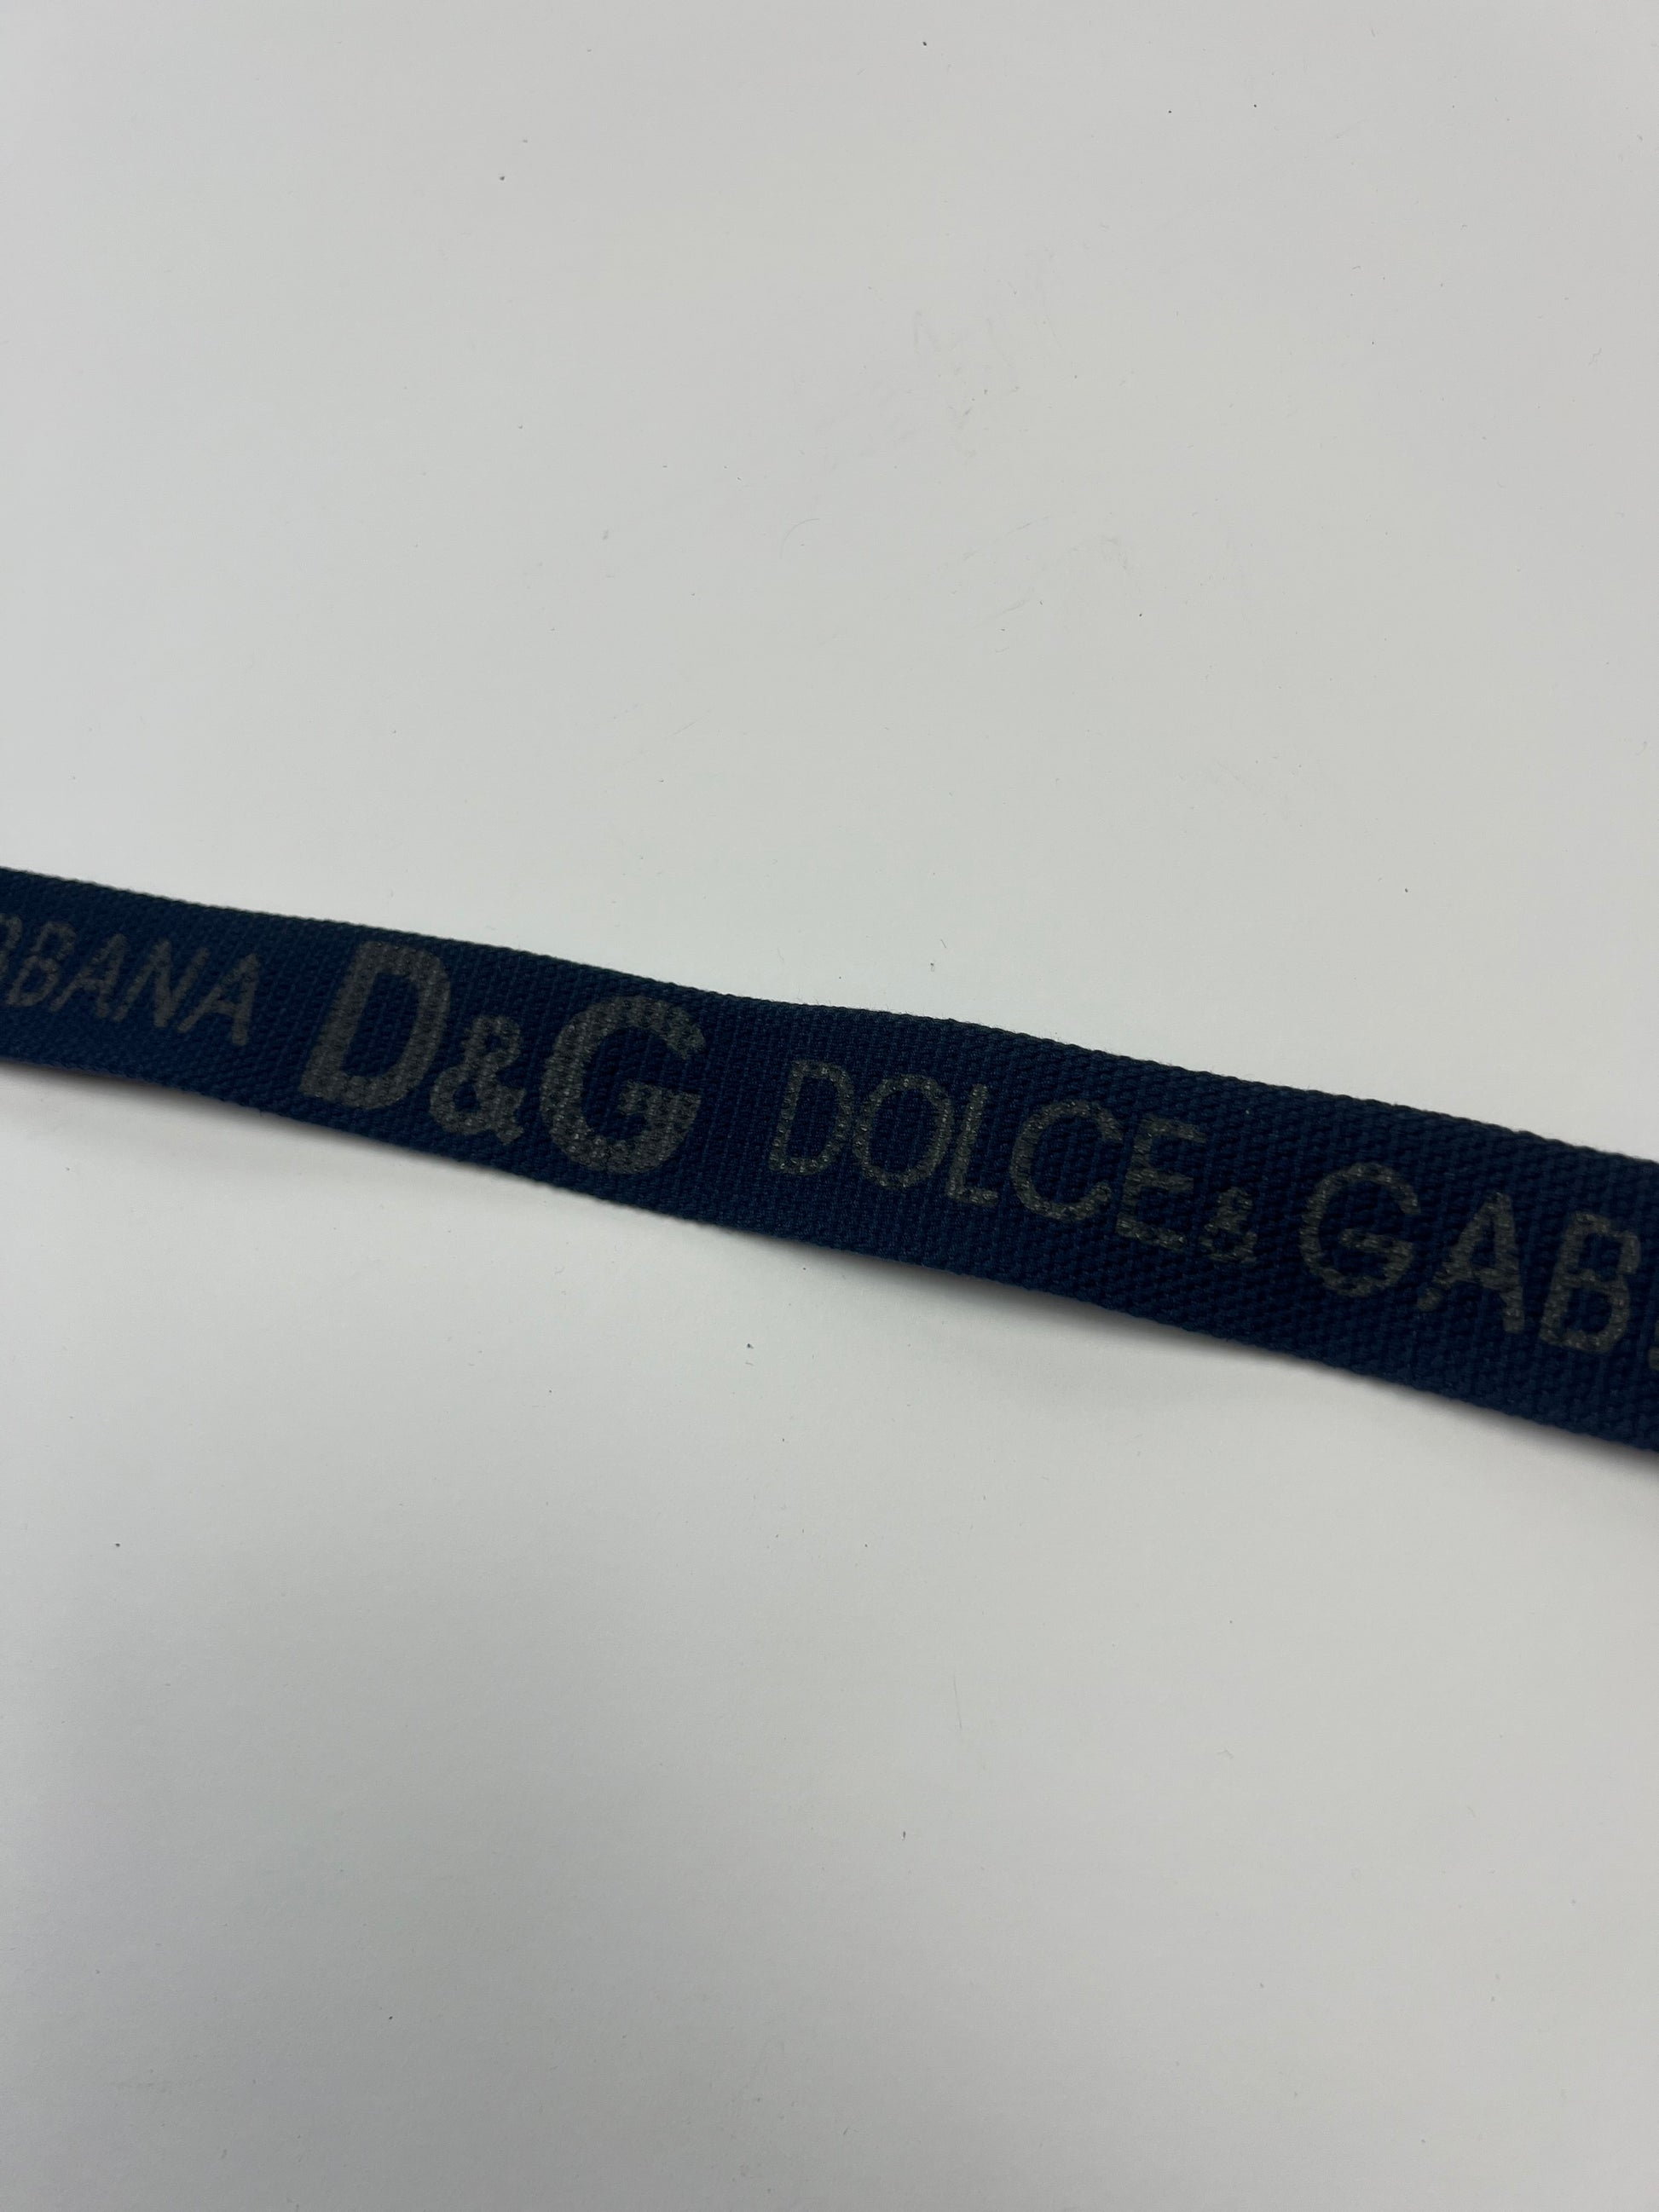 BBANA D&G DOLCE & GAB